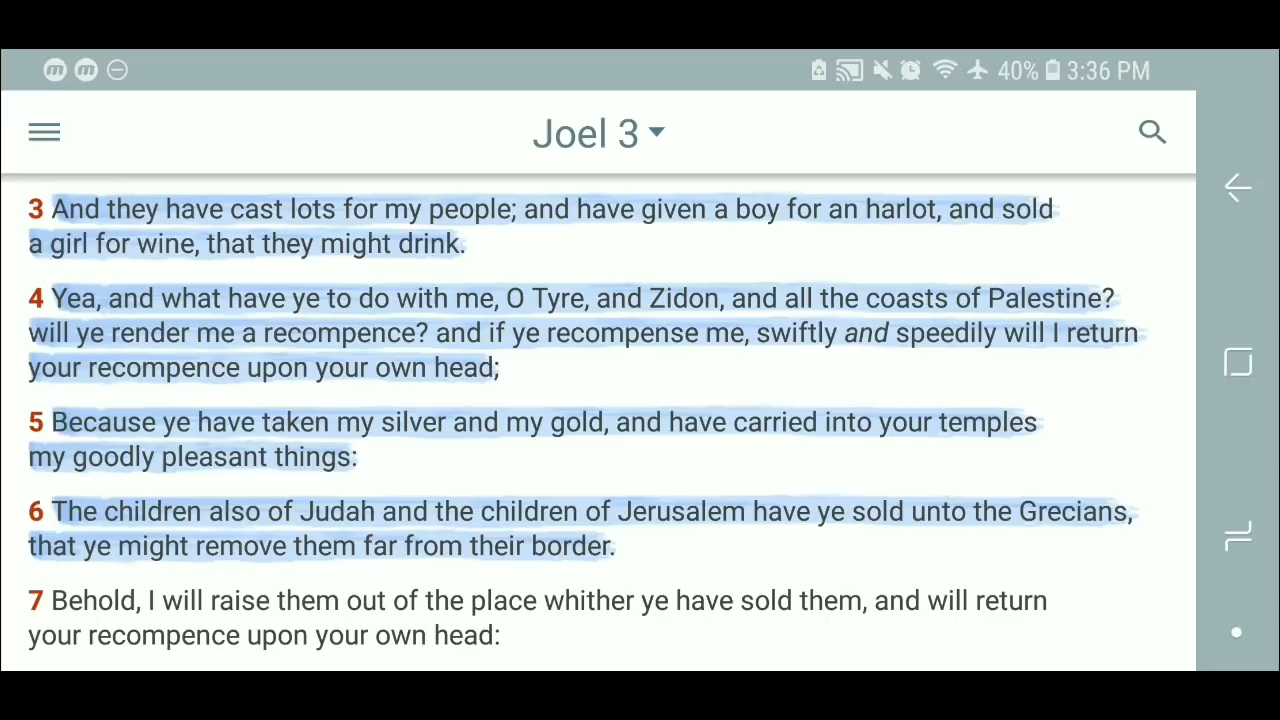 40% 3:36 PM
Joel 3
3 And they have cast lots for my people; and have given a boy for an harlot, and sold
a girl for wine, that they might drink.
4 Yea, and what have ye to do with me, O Tyre, and Zidon, and all the coasts of Palestine?
will ye render me a recompence? and if ye recompense me, swiftly and speedily will I return
your recompence upon your own head;
5 Because ye have taken my silver and my gold, and have carried into your temples
my goodly pleasant things:
6 The children also of Judah and the children of Jerusalem have ye sold unto the Grecians,
that ye might remove them far from their border.
7 Behold, I will raise them out of the place whither ye have sold them, and will return
your recompence upon your own head: